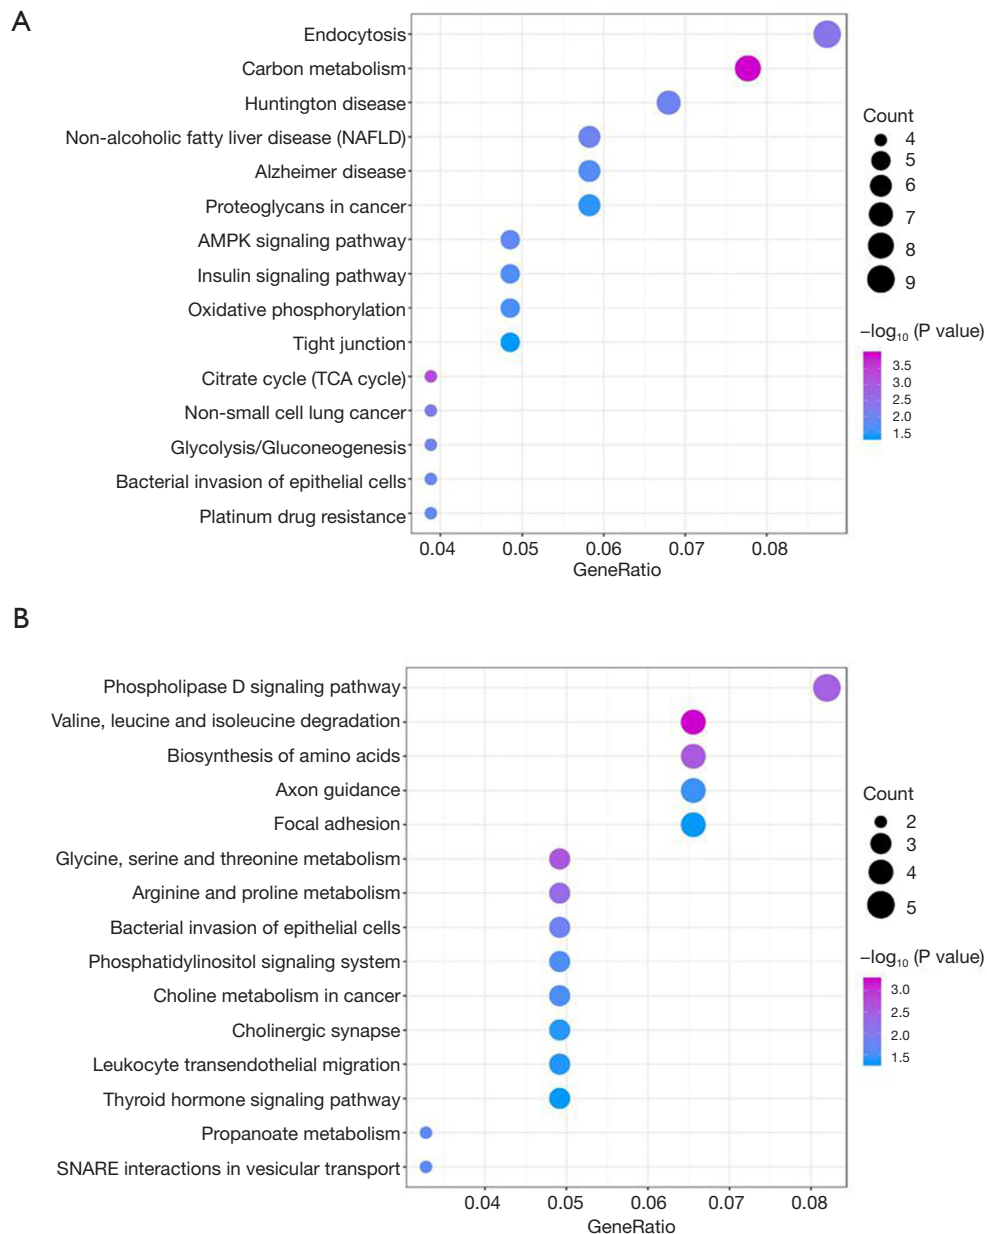 A
Endocytosis
Carbon metabolism
Huntington disease
Non-alcoholic fatty liver disease (NAFLD)
Alzheimer disease
Proteoglycans in cancer
AMPK signaling pathway
Insulin signaling pathway
Oxidative phosphorylation
Tight junction
Citrate cycle (TCA cycle)
Non-small cell lung cancer
Glycolysis/Gluconeogenesis
Bacterial invasion of epithelial cells
Platinum drug resistance
0.04 0.05 0.06 0.07 0.08
GeneRatio
Count
4
5
6
7
8
9
−log₁₀ (P value)
3.5
3.0
2.5
2.0
1.5
B
Phospholipase D signaling pathway
Valine, leucine and isoleucine degradation
Biosynthesis of amino acids
Axon guidance
Focal adhesion
Glycine, serine and threonine metabolism
Arginine and proline metabolism
Bacterial invasion of epithelial cells
Phosphatidylinositol signaling system
Choline metabolism in cancer
Cholinergic synapse
Leukocyte transendothelial migration
Thyroid hormone signaling pathway
Propanoate metabolism
SNARE interactions in vesicular transport
0.04 0.05 0.06 0.07 0.08
GeneRatio
Count
2
3
4
5
−log₁₀ (P value)
3.0
2.5
2.0
1.5